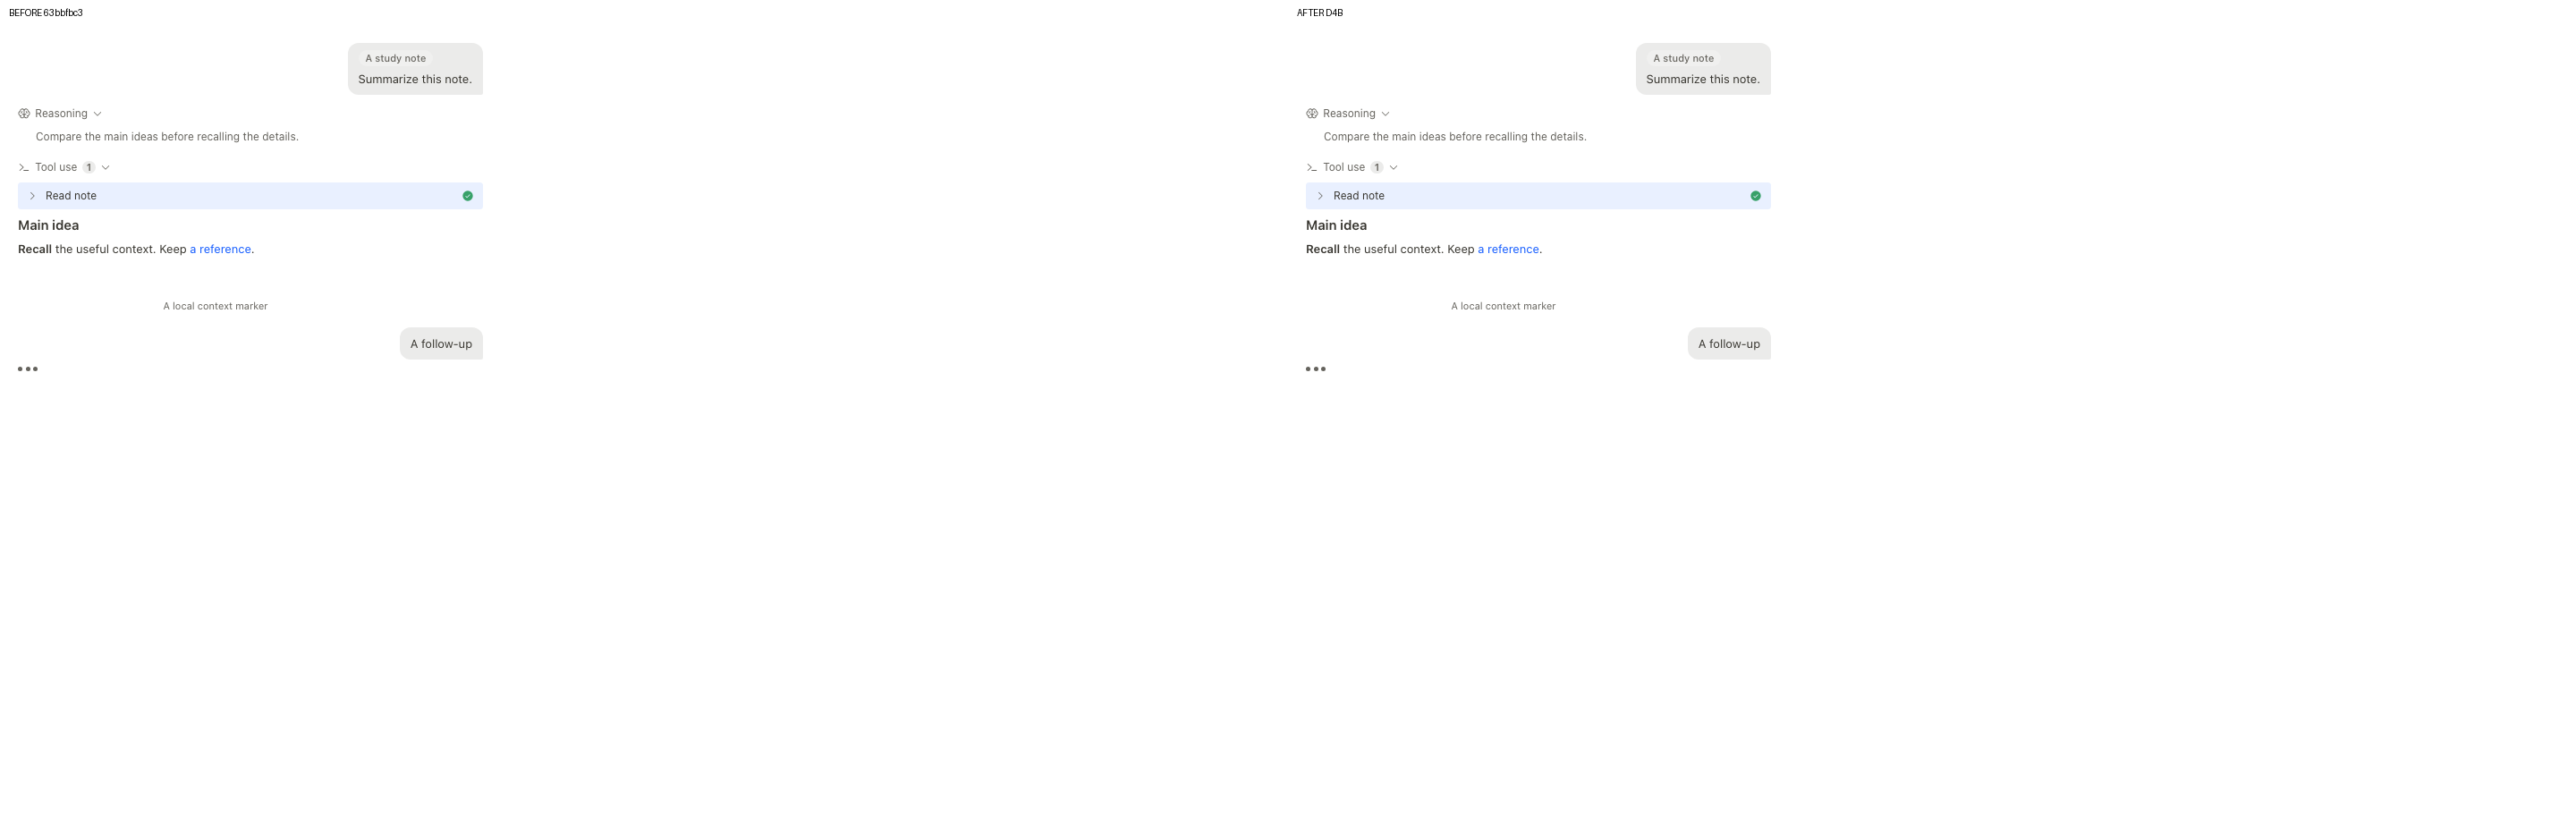 BEFORE 63bbfbc3
A study note
Summarize this note.
Reasoning
Compare the main ideas before recalling the details.
Tool use 1
Read note
Main idea
Recall the useful context. Keep a reference.
A local context marker
A follow-up
AFTER D4B
A study note
Summarize this note.
Reasoning
Compare the main ideas before recalling the details.
Tool use 1
Read note
Main idea
Recall the useful context. Keep a reference.
A local context marker
A follow-up